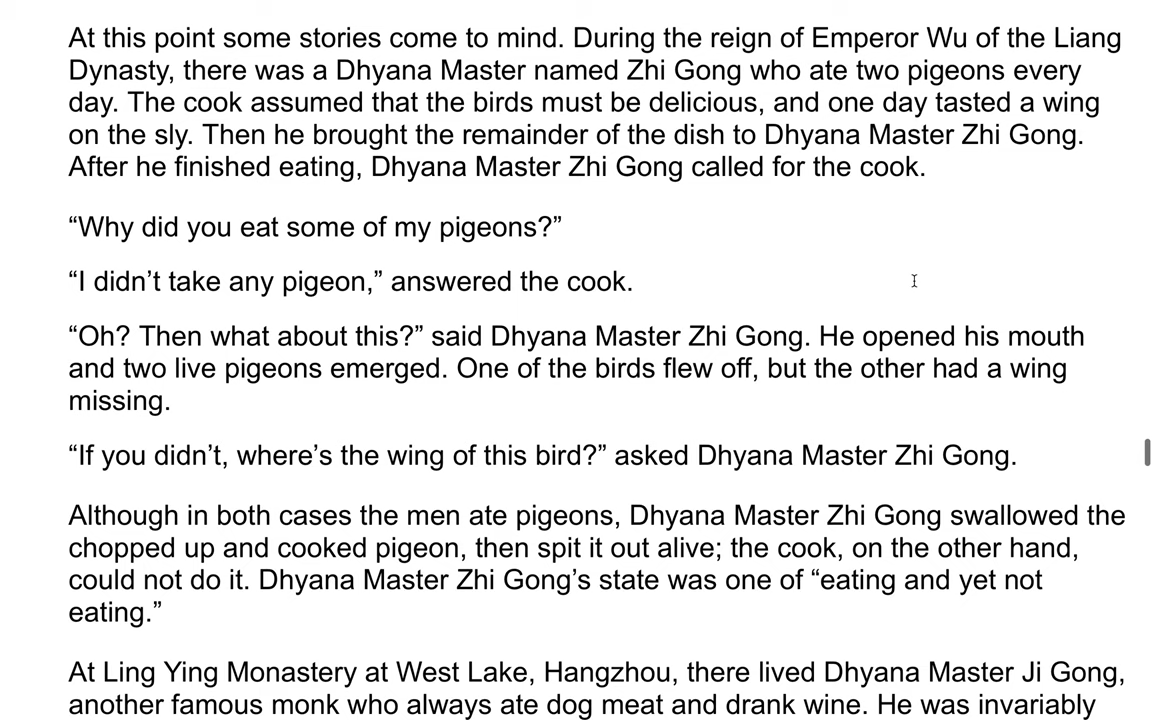 At this point some stories come to mind. During the reign of Emperor Wu of the Liang
Dynasty, there was a Dhyana Master named Zhi Gong who ate two pigeons every
day. The cook assumed that the birds must be delicious, and one day tasted a wing
on the sly. Then he brought the remainder of the dish to Dhyana Master Zhi Gong.
After he finished eating, Dhyana Master Zhi Gong called for the cook.
“Why did you eat some of my pigeons?”
“I didn’t take any pigeon,” answered the cook.
“Oh? Then what about this?” said Dhyana Master Zhi Gong. He opened his mouth
and two live pigeons emerged. One of the birds flew off, but the other had a wing
missing.
“If you didn’t, where’s the wing of this bird?” asked Dhyana Master Zhi Gong.
Although in both cases the men ate pigeons, Dhyana Master Zhi Gong swallowed the
chopped up and cooked pigeon, then spit it out alive; the cook, on the other hand,
could not do it. Dhyana Master Zhi Gong’s state was one of “eating and yet not
eating.”
At Ling Ying Monastery at West Lake, Hangzhou, there lived Dhyana Master Ji Gong,
another famous monk who always ate dog meat and drank wine. He was invariably